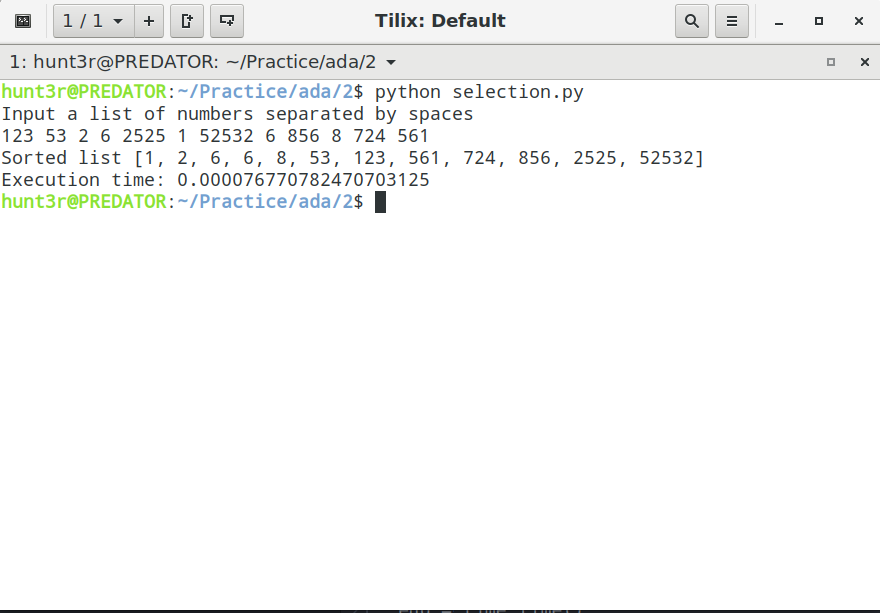 1 / 1
Tilix: Default
1: hunt3r@PREDATOR: ~/Practice/ada/2
hunt3r@PREDATOR:~/Practice/ada/2$ python selection.py
Input a list of numbers separated by spaces
123 53 2 6 2525 1 52532 6 856 8 724 561
Sorted list [1, 2, 6, 6, 8, 53, 123, 561, 724, 856, 2525, 52532]
Execution time: 0.000076770782470703125
hunt3r@PREDATOR:~/Practice/ada/2$